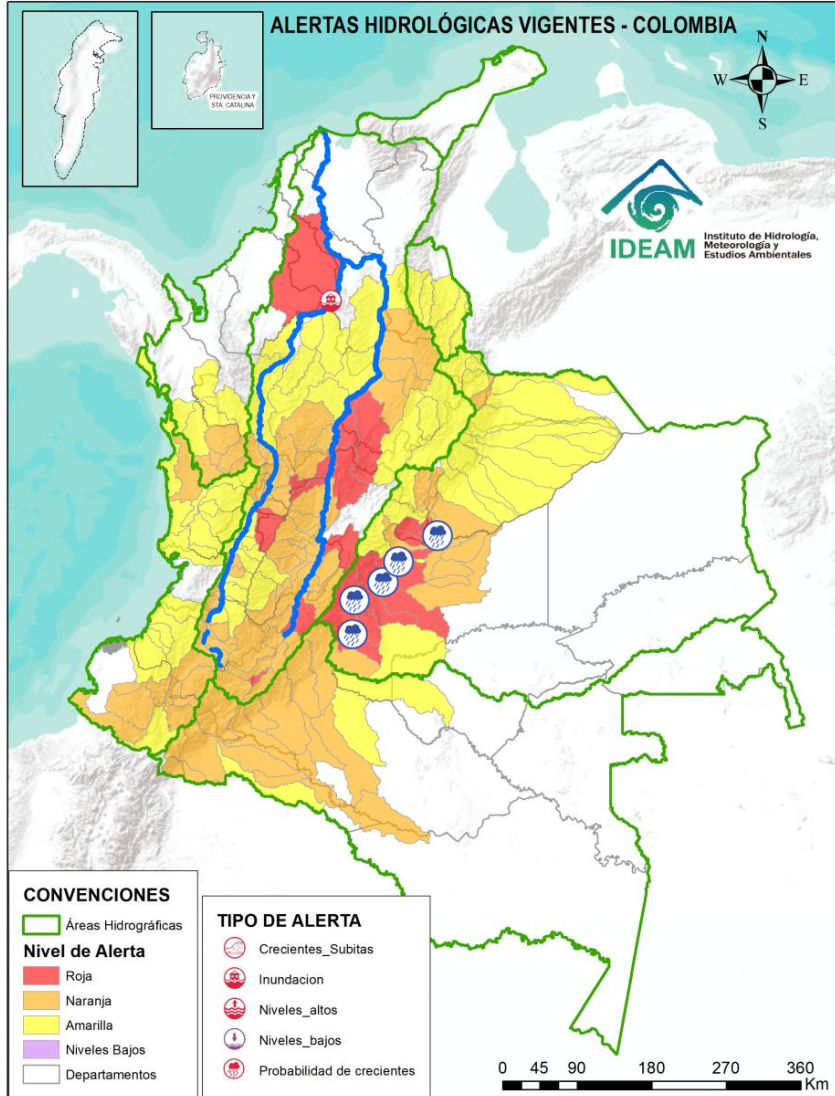 ALERTAS HIDROLÓGICAS VIGENTES - COLOMBIA
PROVIDENCIA Y
STA. CATALINA
N
W
E
S
IDEAM
Instituto de Hidrología,
Meteorología y
Estudios Ambientales
CONVENCIONES
Áreas Hidrográficas
Nivel de Alerta
Roja
Naranja
Amarilla
Niveles Bajos
Departamentos
TIPO DE ALERTA
Crecientes_Subitas
Inundacion
Niveles_altos
Niveles_bajos
Probabilidad de crecientes
0 45 90 180 270 360
Km